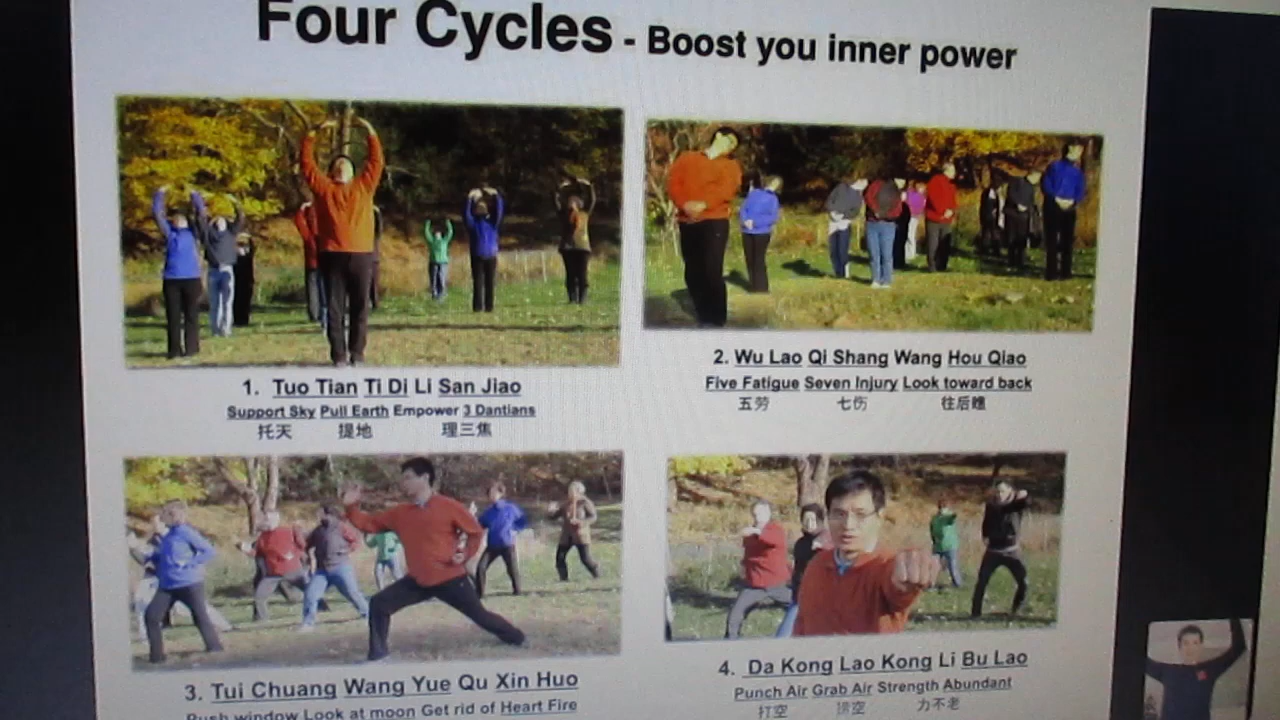 Four Cycles - Boost you inner power
1. Tuo Tian Ti Di Li San Jiao
Support Sky Pull Earth Empower 3 Dantians
托天 提地 理三焦
2. Wu Lao Qi Shang Wang Hou Qiao
Five Fatigue Seven Injury Look toward back
五劳 七伤 往后瞧
3. Tui Chuang Wang Yue Qu Xin Huo
Push window Look at moon Get rid of Heart Fire
4. Da Kong Lao Kong Li Bu Lao
Punch Air Grab Air Strength Abundant
打空 捞空 力不老